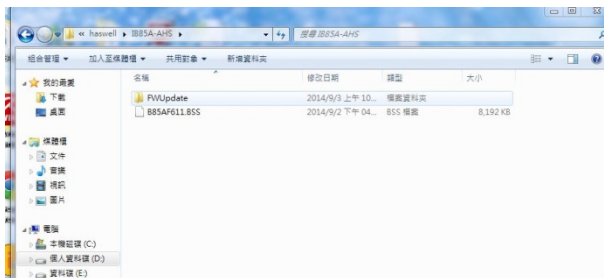 « haswell ▸ IB85A-AHS ▸
搜尋 IB85A-AHS
組合管理 ▼ 加入至媒體櫃 ▼ 共用對象 ▼ 新增資料夾
名稱 修改日期 類型 大小
FWUpdate 2014/9/3 上午 10... 檔案資料夾
B85AF611.BSS 2014/9/2 下午 04... BSS 檔案 8,192 KB
我的最愛
下載
桌面
媒體櫃
文件
音樂
視訊
圖片
電腦
本機磁碟 (C:)
個人資料碟 (D:)
資料碟 (E:)